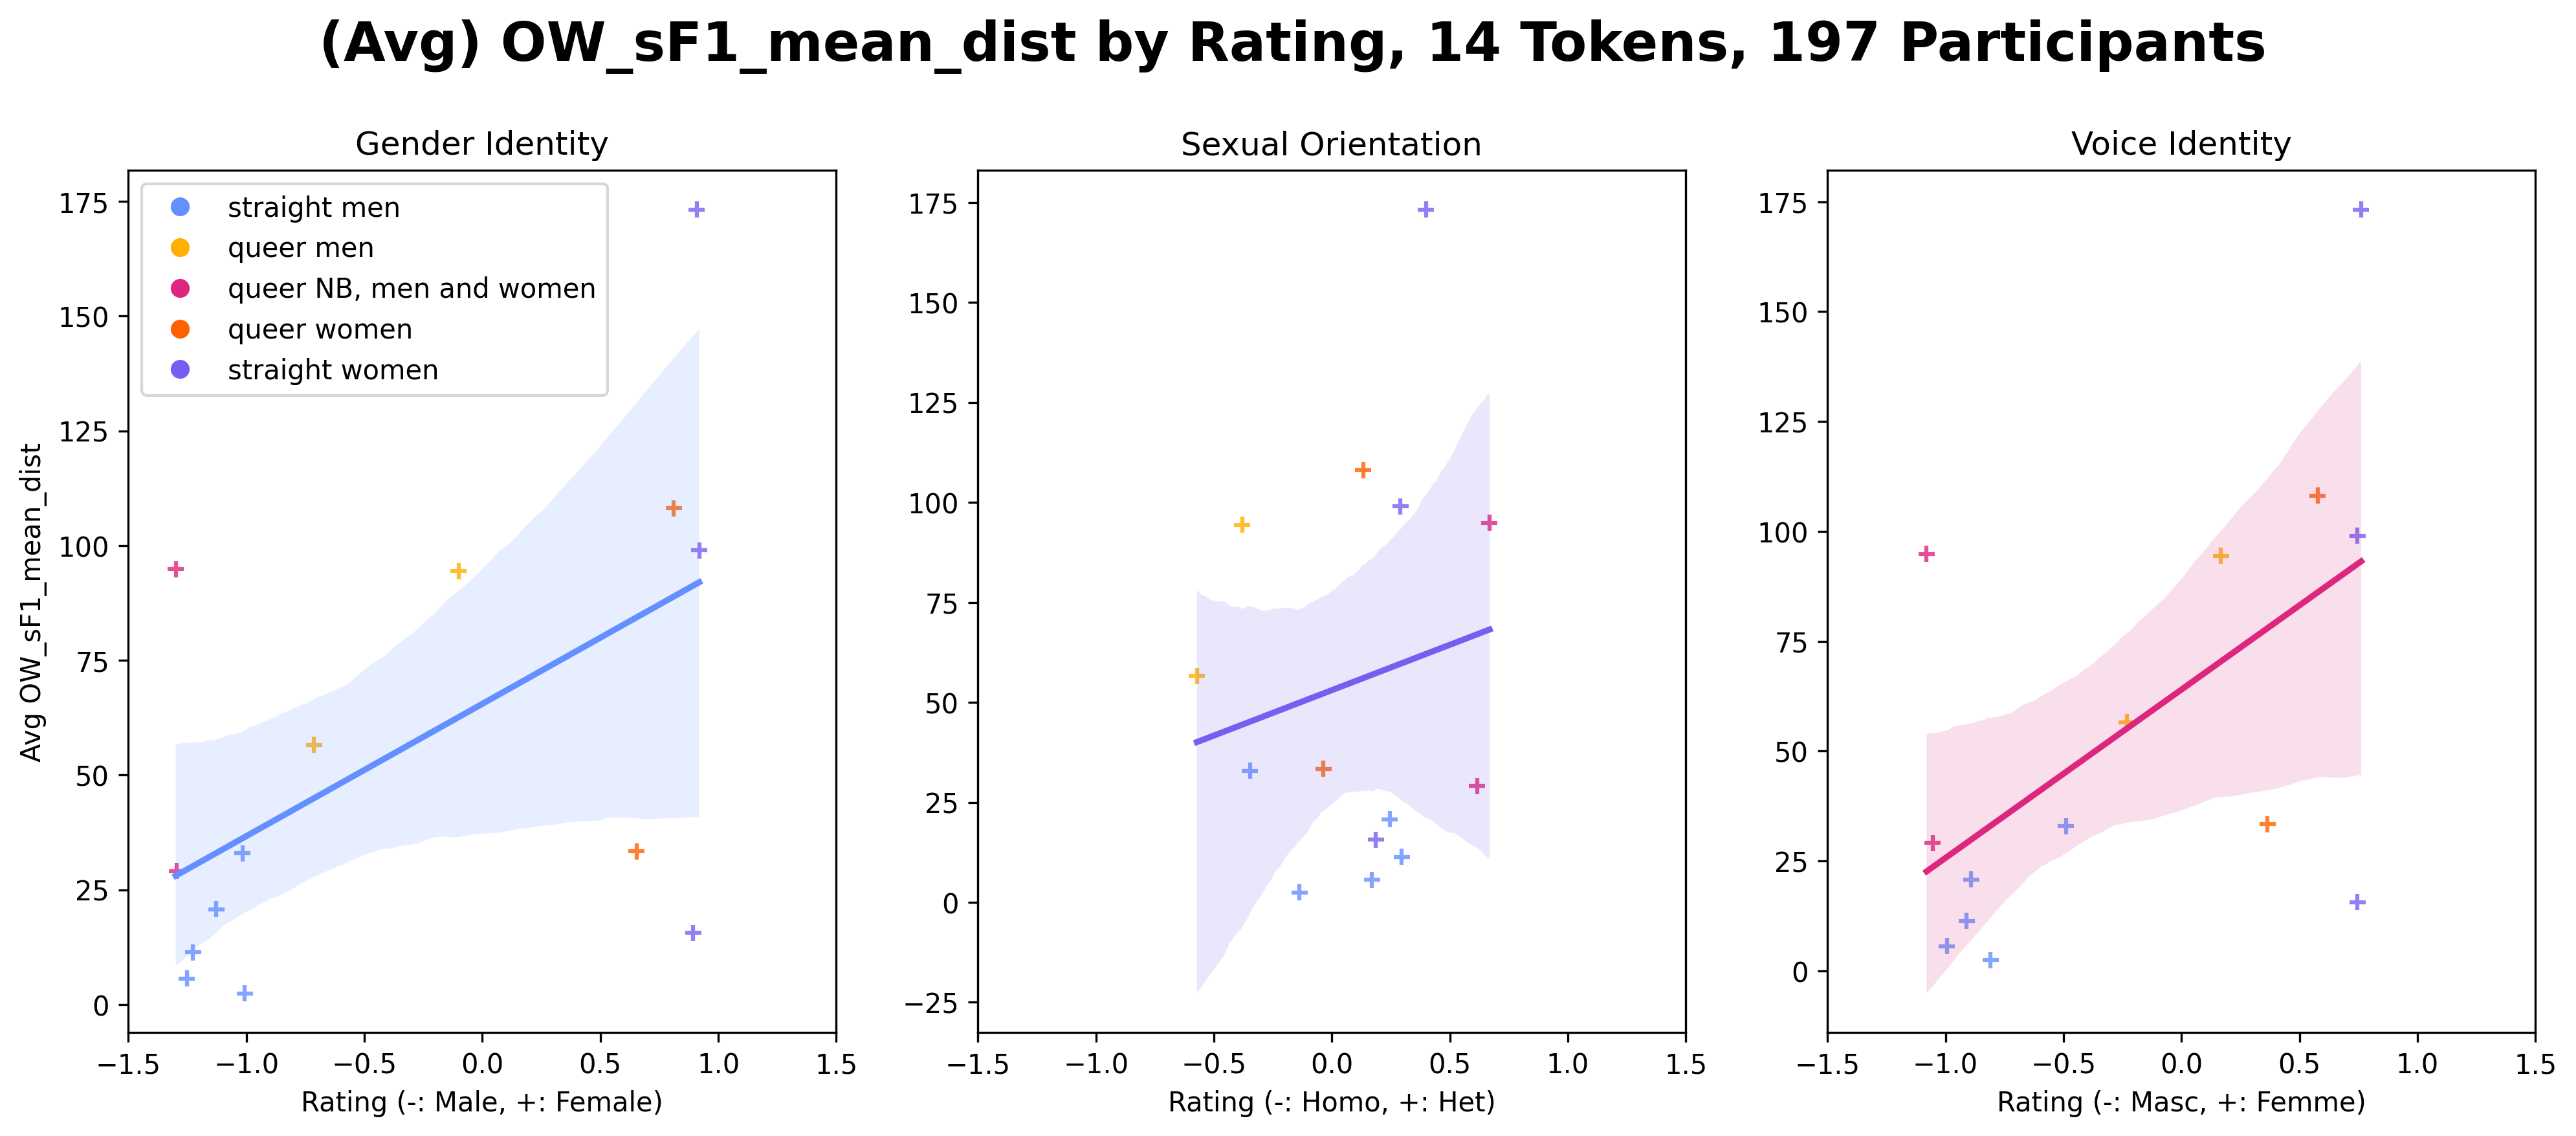 (Avg) OW_sF1_mean_dist by Rating, 14 Tokens, 197 Participants
Gender Identity
straight men
queer men
queer NB, men and women
queer women
straight women
175
150
125
100
75
50
25
0
Avg OW_sF1_mean_dist
−1.5 −1.0 −0.5 0.0 0.5 1.0 1.5
Rating (-: Male, +: Female)
Sexual Orientation
175
150
125
100
75
50
25
0
−25
−1.5 −1.0 −0.5 0.0 0.5 1.0 1.5
Rating (-: Homo, +: Het)
Voice Identity
175
150
125
100
75
50
25
0
−1.5 −1.0 −0.5 0.0 0.5 1.0 1.5
Rating (-: Masc, +: Femme)